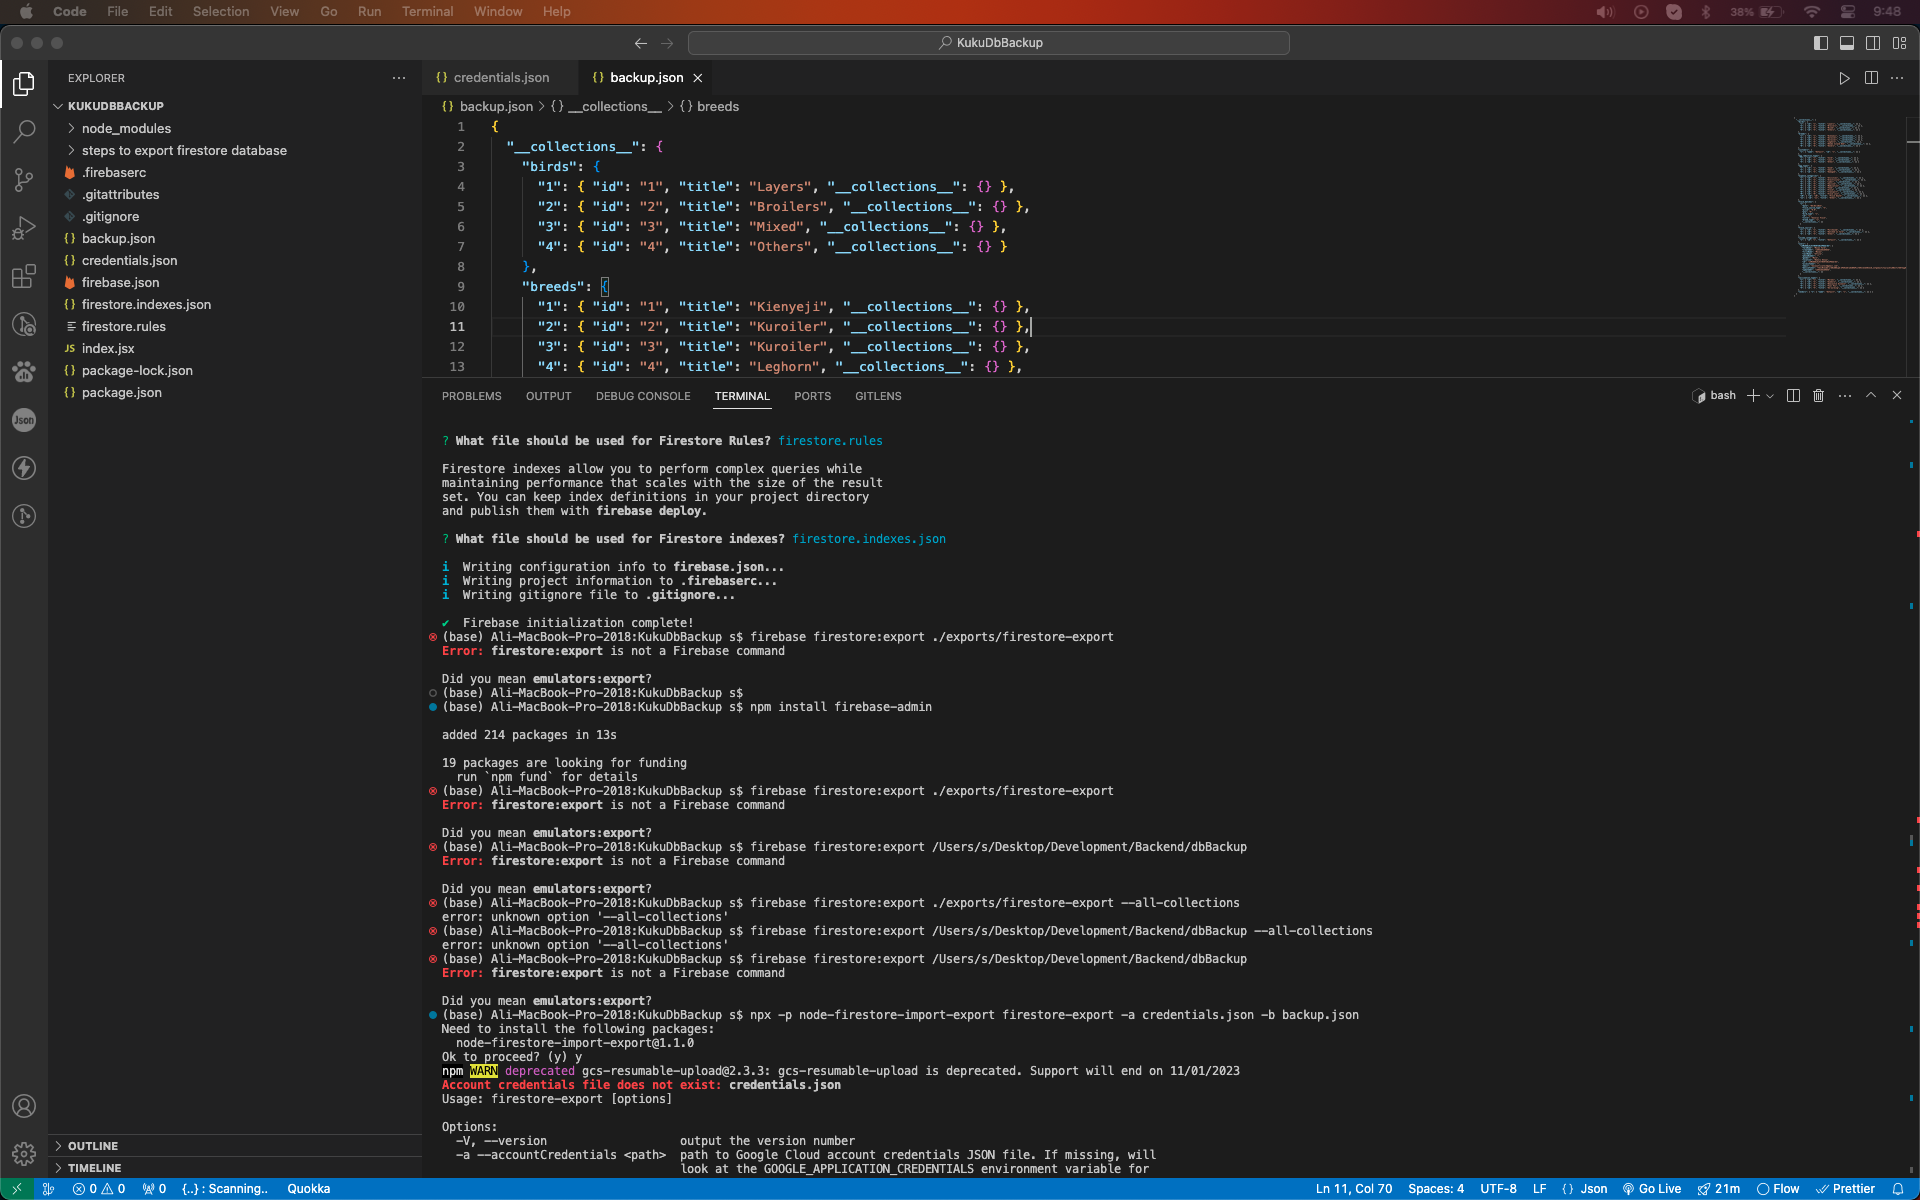 Code File Edit Selection View Go Run Terminal Window Help 38% 9:48
KukuDbBackup
EXPLORER
KUKUDBBACKUP
node_modules
steps to export firestore database
.firebaserc
.gitattributes
.gitignore
{} backup.json
{} credentials.json
firebase.json
{} firestore.indexes.json
firestore.rules
JS index.jsx
{} package-lock.json
{} package.json
OUTLINE
TIMELINE
Json
{} credentials.json {} backup.json
{} backup.json > {} __collections__ > {} breeds
1 {
2 "__collections__": {
3 "birds": {
4 "1": { "id": "1", "title": "Layers", "__collections__": {} },
5 "2": { "id": "2", "title": "Broilers", "__collections__": {} },
6 "3": { "id": "3", "title": "Mixed", "__collections__": {} },
7 "4": { "id": "4", "title": "Others", "__collections__": {} }
8 },
9 "breeds": {
10 "1": { "id": "1", "title": "Kienyeji", "__collections__": {} },
11 "2": { "id": "2", "title": "Kuroiler", "__collections__": {} },
12 "3": { "id": "3", "title": "Kuroiler", "__collections__": {} },
13 "4": { "id": "4", "title": "Leghorn", "__collections__": {} },
PROBLEMS OUTPUT DEBUG CONSOLE TERMINAL PORTS GITLENS bash
? What file should be used for Firestore Rules? firestore.rules
Firestore indexes allow you to perform complex queries while
maintaining performance that scales with the size of the result
set. You can keep index definitions in your project directory
and publish them with firebase deploy.
? What file should be used for Firestore indexes? firestore.indexes.json
i Writing configuration info to firebase.json...
i Writing project information to .firebaserc...
i Writing gitignore file to .gitignore...
✔ Firebase initialization complete!
(base) Ali-MacBook-Pro-2018:KukuDbBackup s$ firebase firestore:export ./exports/firestore-export
Error: firestore:export is not a Firebase command
Did you mean emulators:export?
(base) Ali-MacBook-Pro-2018:KukuDbBackup s$
(base) Ali-MacBook-Pro-2018:KukuDbBackup s$ npm install firebase-admin
added 214 packages in 13s
19 packages are looking for funding
run `npm fund` for details
(base) Ali-MacBook-Pro-2018:KukuDbBackup s$ firebase firestore:export ./exports/firestore-export
Error: firestore:export is not a Firebase command
Did you mean emulators:export?
(base) Ali-MacBook-Pro-2018:KukuDbBackup s$ firebase firestore:export /Users/s/Desktop/Development/Backend/dbBackup
Error: firestore:export is not a Firebase command
Did you mean emulators:export?
(base) Ali-MacBook-Pro-2018:KukuDbBackup s$ firebase firestore:export ./exports/firestore-export --all-collections
error: unknown option '--all-collections'
(base) Ali-MacBook-Pro-2018:KukuDbBackup s$ firebase firestore:export /Users/s/Desktop/Development/Backend/dbBackup --all-collections
error: unknown option '--all-collections'
(base) Ali-MacBook-Pro-2018:KukuDbBackup s$ firebase firestore:export /Users/s/Desktop/Development/Backend/dbBackup
Error: firestore:export is not a Firebase command
Did you mean emulators:export?
(base) Ali-MacBook-Pro-2018:KukuDbBackup s$ npx -p node-firestore-import-export firestore-export -a credentials.json -b backup.json
Need to install the following packages:
node-firestore-import-export@1.1.0
Ok to proceed? (y) y
npm WARN deprecated gcs-resumable-upload@2.3.3: gcs-resumable-upload is deprecated. Support will end on 11/01/2023
Account credentials file does not exist: credentials.json
Usage: firestore-export [options]
Options:
-V, --version output the version number
-a --accountCredentials <path> path to Google Cloud account credentials JSON file. If missing, will
look at the GOOGLE_APPLICATION_CREDENTIALS environment variable for
0 0 0 {..} : Scanning.. Quokka Ln 11, Col 70 Spaces: 4 UTF-8 LF {} Json Go Live 21m Flow Prettier